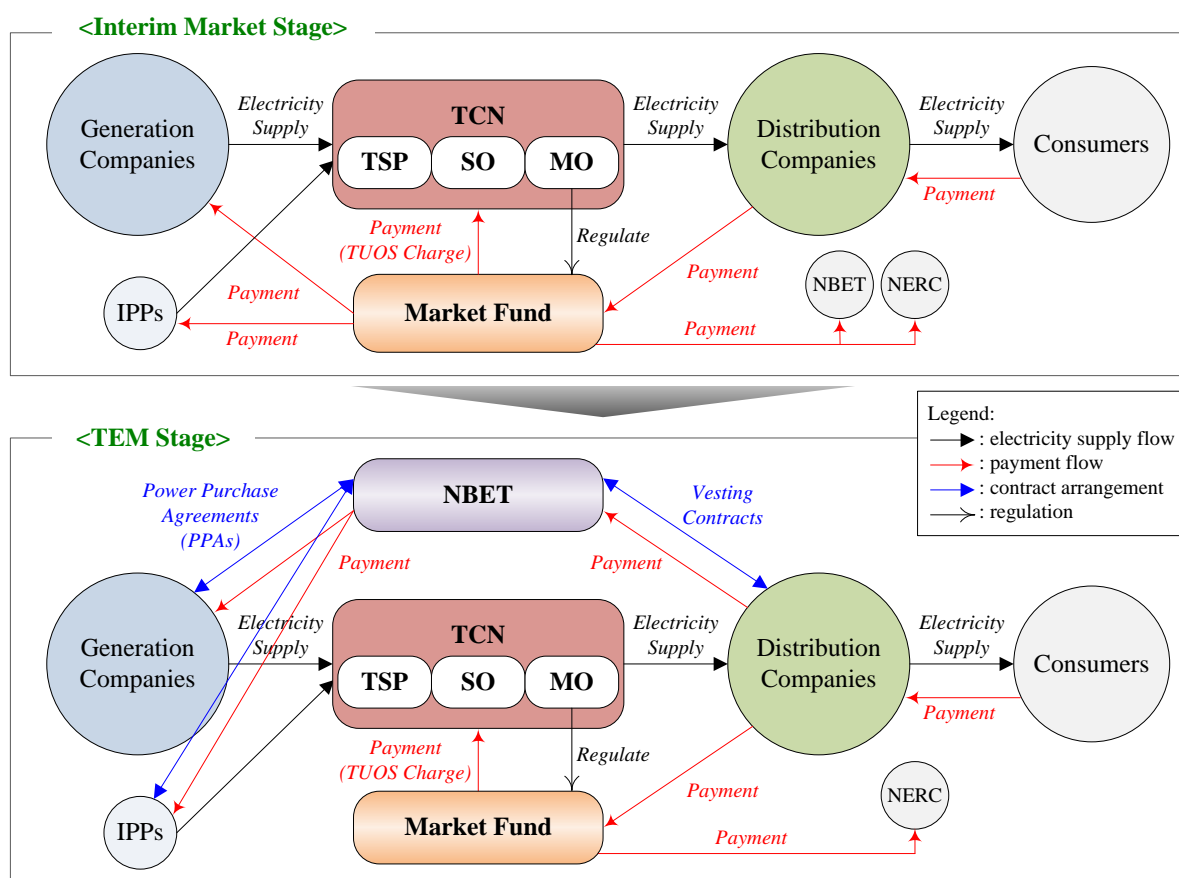 <Interim Market Stage>
Generation
Companies
Electricity
Supply
TCN
TSP
SO
MO
Electricity
Supply
Distribution
Companies
Electricity
Supply
Consumers
Payment
Payment
(TUOS Charge)
Regulate
Payment
IPPs
Payment
Payment
Market Fund
Payment
NBET
NERC
Legend:
: electricity supply flow
: payment flow
: contract arrangement
: regulation
<TEM Stage>
Power Purchase
Agreements
(PPAs)
NBET
Vesting
Contracts
Payment
Payment
Generation
Companies
Electricity
Supply
TCN
TSP
SO
MO
Electricity
Supply
Distribution
Companies
Electricity
Supply
Consumers
Payment
Payment
(TUOS Charge)
Regulate
Payment
IPPs
Market Fund
Payment
NERC